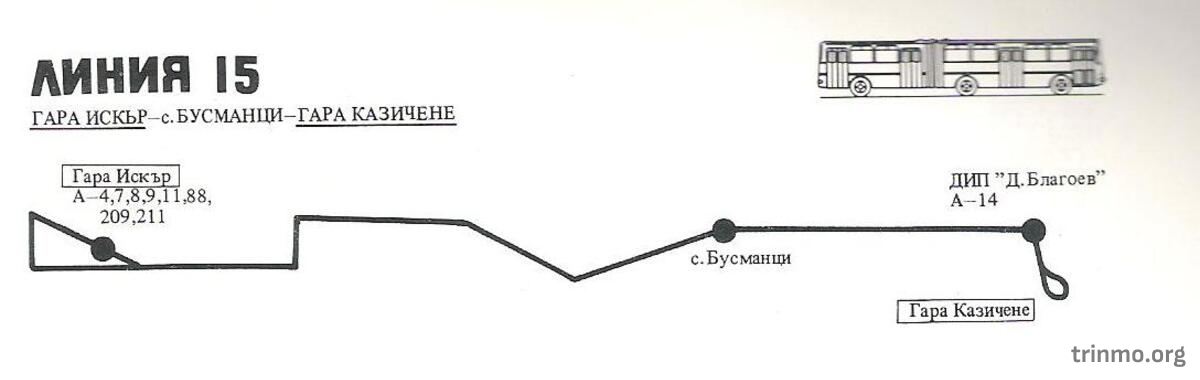 ЛИНИЯ 15
ГАРА ИСКЪР–с.БУСМАНЦИ–ГАРА КАЗИЧЕНЕ
Гара Искър
А–4,7,8,9,11,88,
209,211
ДИП "Д.Благоев"
А–14
с.Бусманци
Гара Казичене
trinmo.org